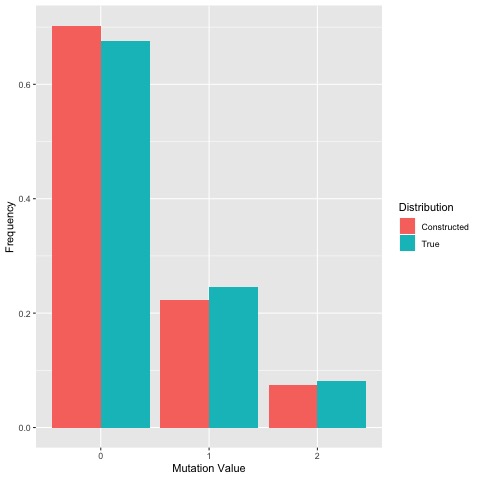 Frequency
0.6
0.4
0.2
0.0
0 1 2
Mutation Value
Distribution
Constructed
True